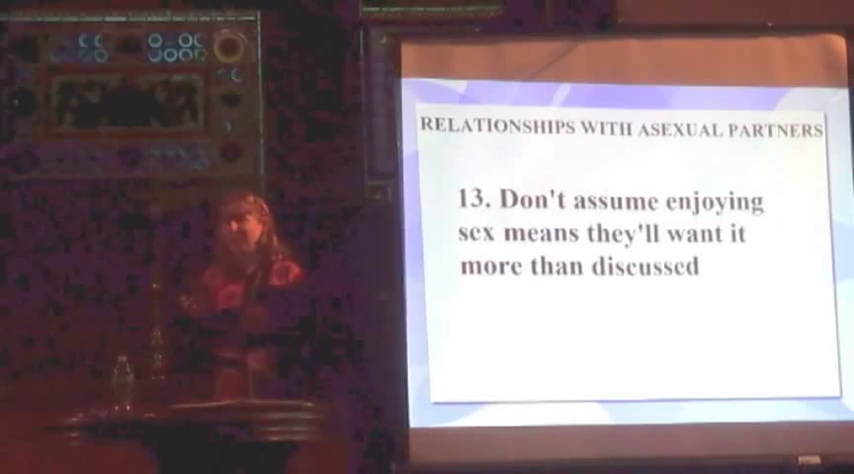 RELATIONSHIPS WITH ASEXUAL PARTNERS
13. Don't assume enjoying
sex means they'll want it
more than discussed